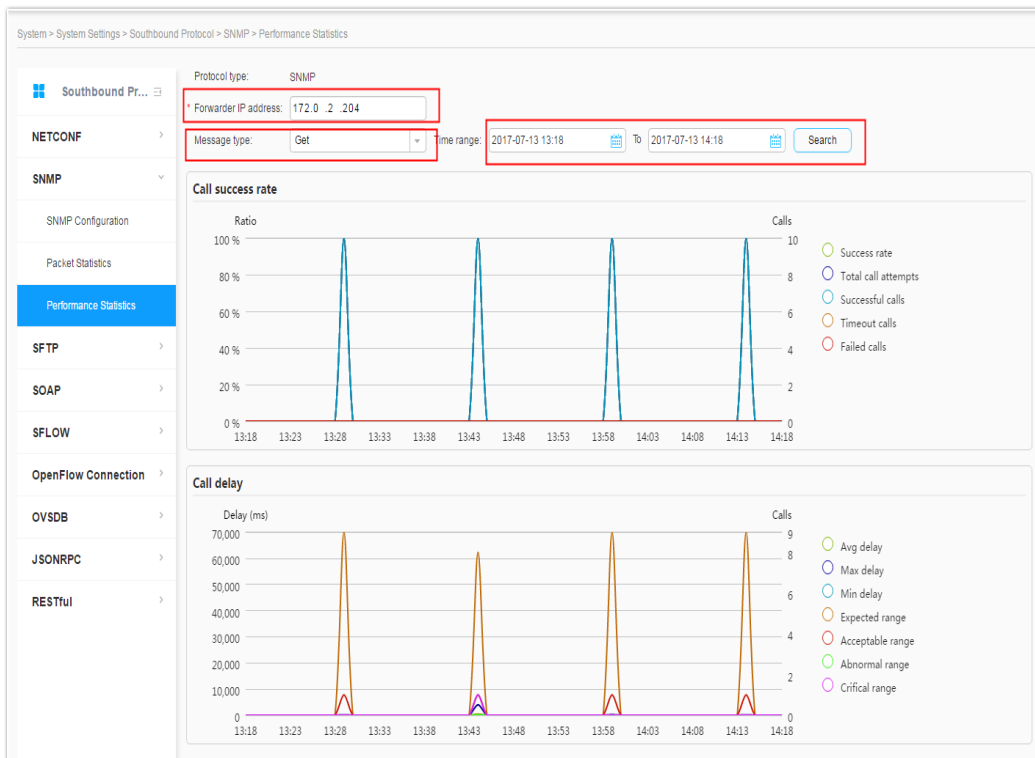 System > System Settings > Southbound Protocol > SNMP > Performance Statistics
Southbound Pr...
NETCONF
SNMP
SNMP Configuration
Packet Statistics
Performance Statistics
SFTP
SOAP
SFLOW
OpenFlow Connection
OVSDB
JSONRPC
RESTful
Protocol type: SNMP
* Forwarder IP address: 172.0 .2 .204
Message type: Get Time range: 2017-07-13 13:18 To 2017-07-13 14:18 Search
Call success rate
Ratio Calls
100 % 10
80 % 8
60 % 6
40 % 4
20 % 2
0 % 0
13:18 13:23 13:28 13:33 13:38 13:43 13:48 13:53 13:58 14:03 14:08 14:13 14:18
Success rate
Total call attempts
Successful calls
Timeout calls
Failed calls
Call delay
Delay (ms) Calls
70,000 9
60,000 8
50,000 6
40,000
30,000 4
20,000 2
10,000
0 0
13:18 13:23 13:28 13:33 13:38 13:43 13:48 13:53 13:58 14:03 14:08 14:13 14:18
Avg delay
Max delay
Min delay
Expected range
Acceptable range
Abnormal range
Crifical range